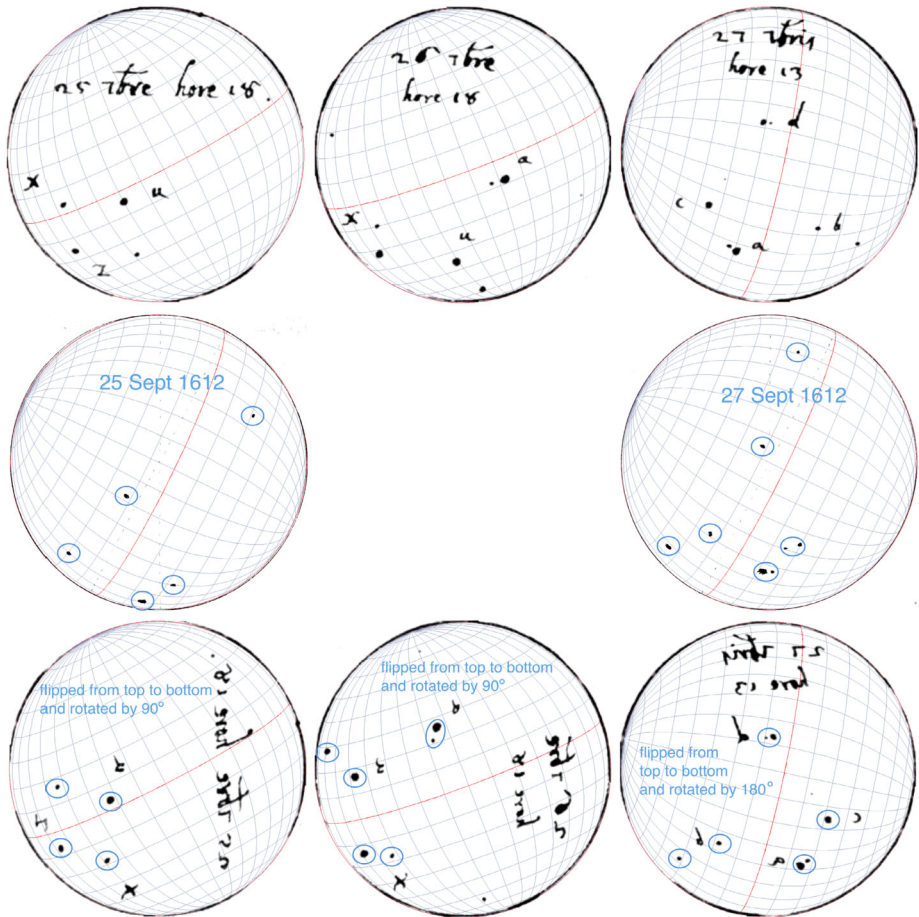 25 7bre hore 18.
x
u
26 7bre
hore 18
a
x
u
27 7bris
hore 13
d
c
b
a
25 Sept 1612
27 Sept 1612
flipped from top to bottom
and rotated by 90°
flipped from top to bottom
and rotated by 90°
flipped from
top to bottom
and rotated by 180°